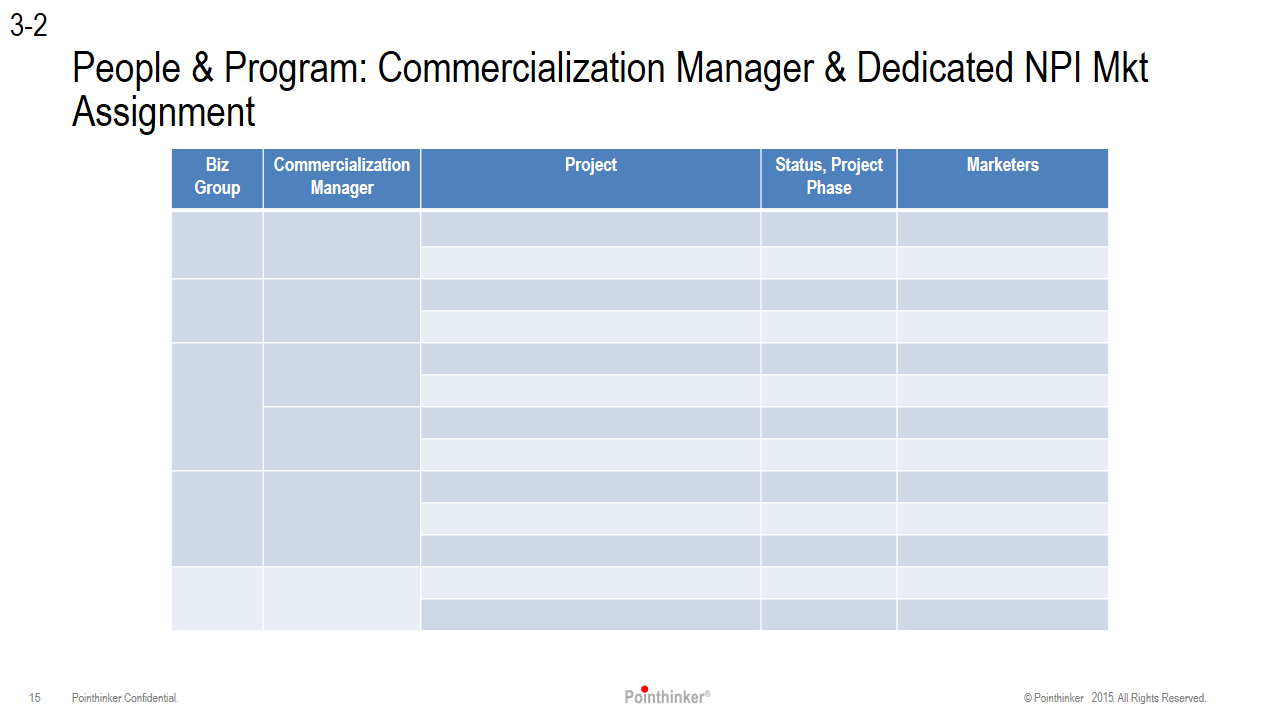 3-2
People & Program: Commercialization Manager & Dedicated NPI Mkt
Assignment
Biz
Group
Commercialization
Manager
Project
Status, Project
Phase
Marketers
15
Pointhinker Confidential.
Pointhinker®
© Pointhinker 2015. All Rights Reserved.